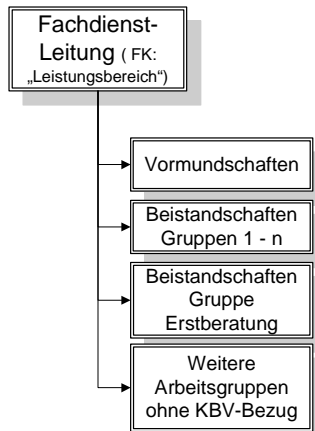 Fachdienst-
Leitung ( FK:
„Leistungsbereich“)
Vormundschaften
Beistandschaften
Gruppen 1 - n
Beistandschaften
Gruppe
Erstberatung
Weitere
Arbeitsgruppen
ohne KBV-Bezug